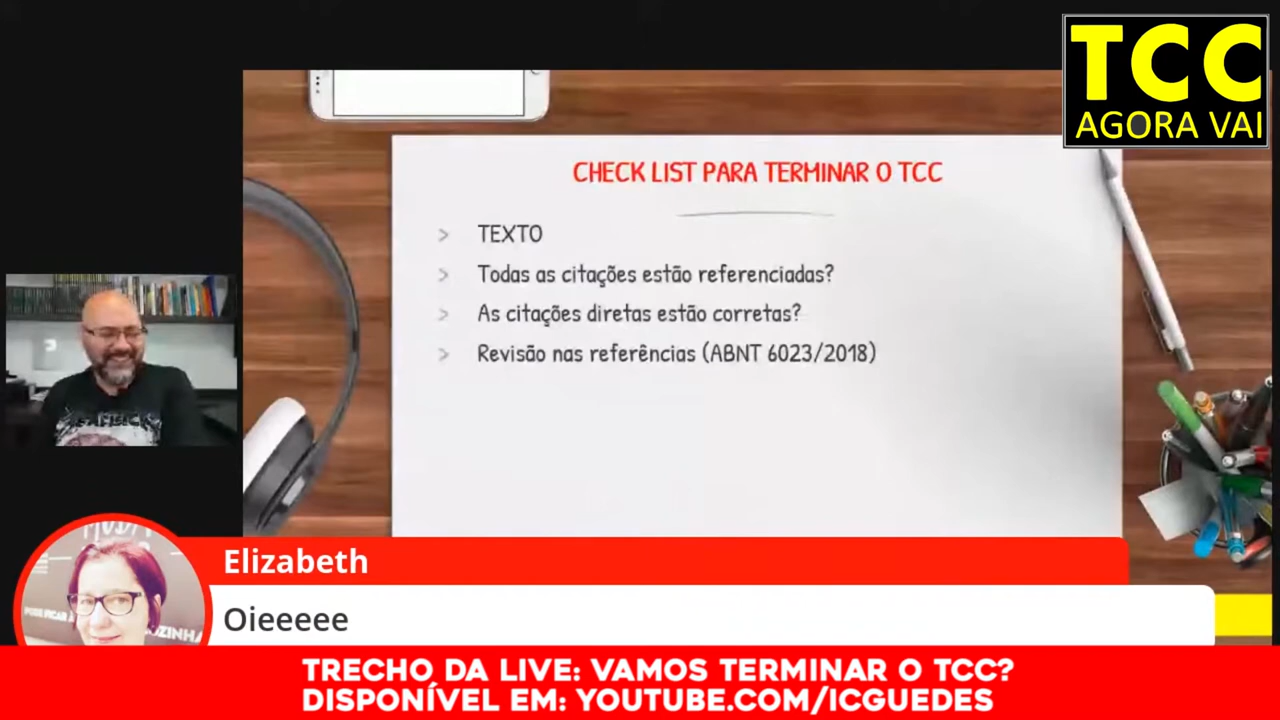 TCC
AGORA VAI
CHECK LIST PARA TERMINAR O TCC
> TEXTO
> Todas as citações estão referenciadas?
> As citações diretas estão corretas?
> Revisão nas referências (ABNT 6023/2018)
Elizabeth
Oieeeee
TRECHO DA LIVE: VAMOS TERMINAR O TCC?
DISPONÍVEL EM: YOUTUBE.COM/ICGUEDES